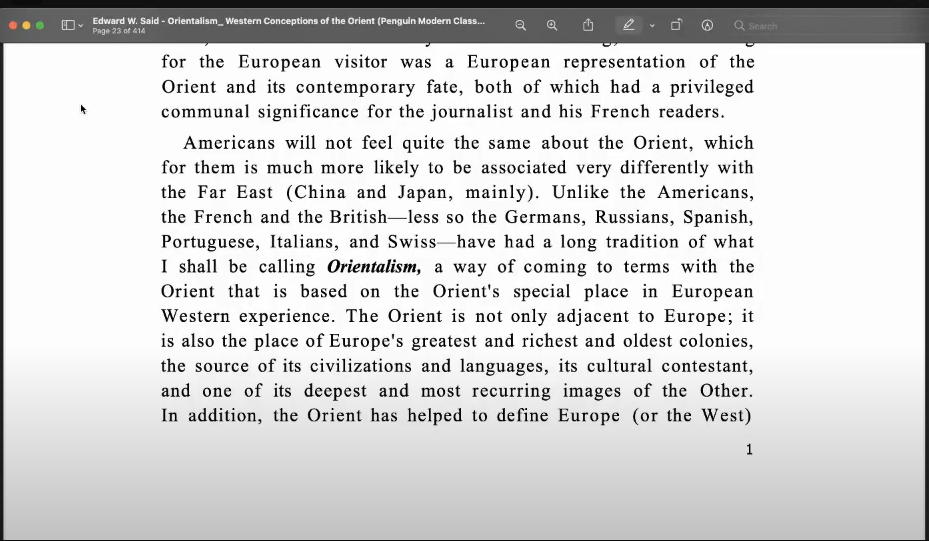 Edward W. Said - Orientalism_ Western Conceptions of the Orient (Penguin Modern Class...
Page 23 of 414
Search
for the European visitor was a European representation of the
Orient and its contemporary fate, both of which had a privileged
communal significance for the journalist and his French readers.
Americans will not feel quite the same about the Orient, which
for them is much more likely to be associated very differently with
the Far East (China and Japan, mainly). Unlike the Americans,
the French and the British—less so the Germans, Russians, Spanish,
Portuguese, Italians, and Swiss—have had a long tradition of what
I shall be calling Orientalism, a way of coming to terms with the
Orient that is based on the Orient's special place in European
Western experience. The Orient is not only adjacent to Europe; it
is also the place of Europe's greatest and richest and oldest colonies,
the source of its civilizations and languages, its cultural contestant,
and one of its deepest and most recurring images of the Other.
In addition, the Orient has helped to define Europe (or the West)
1